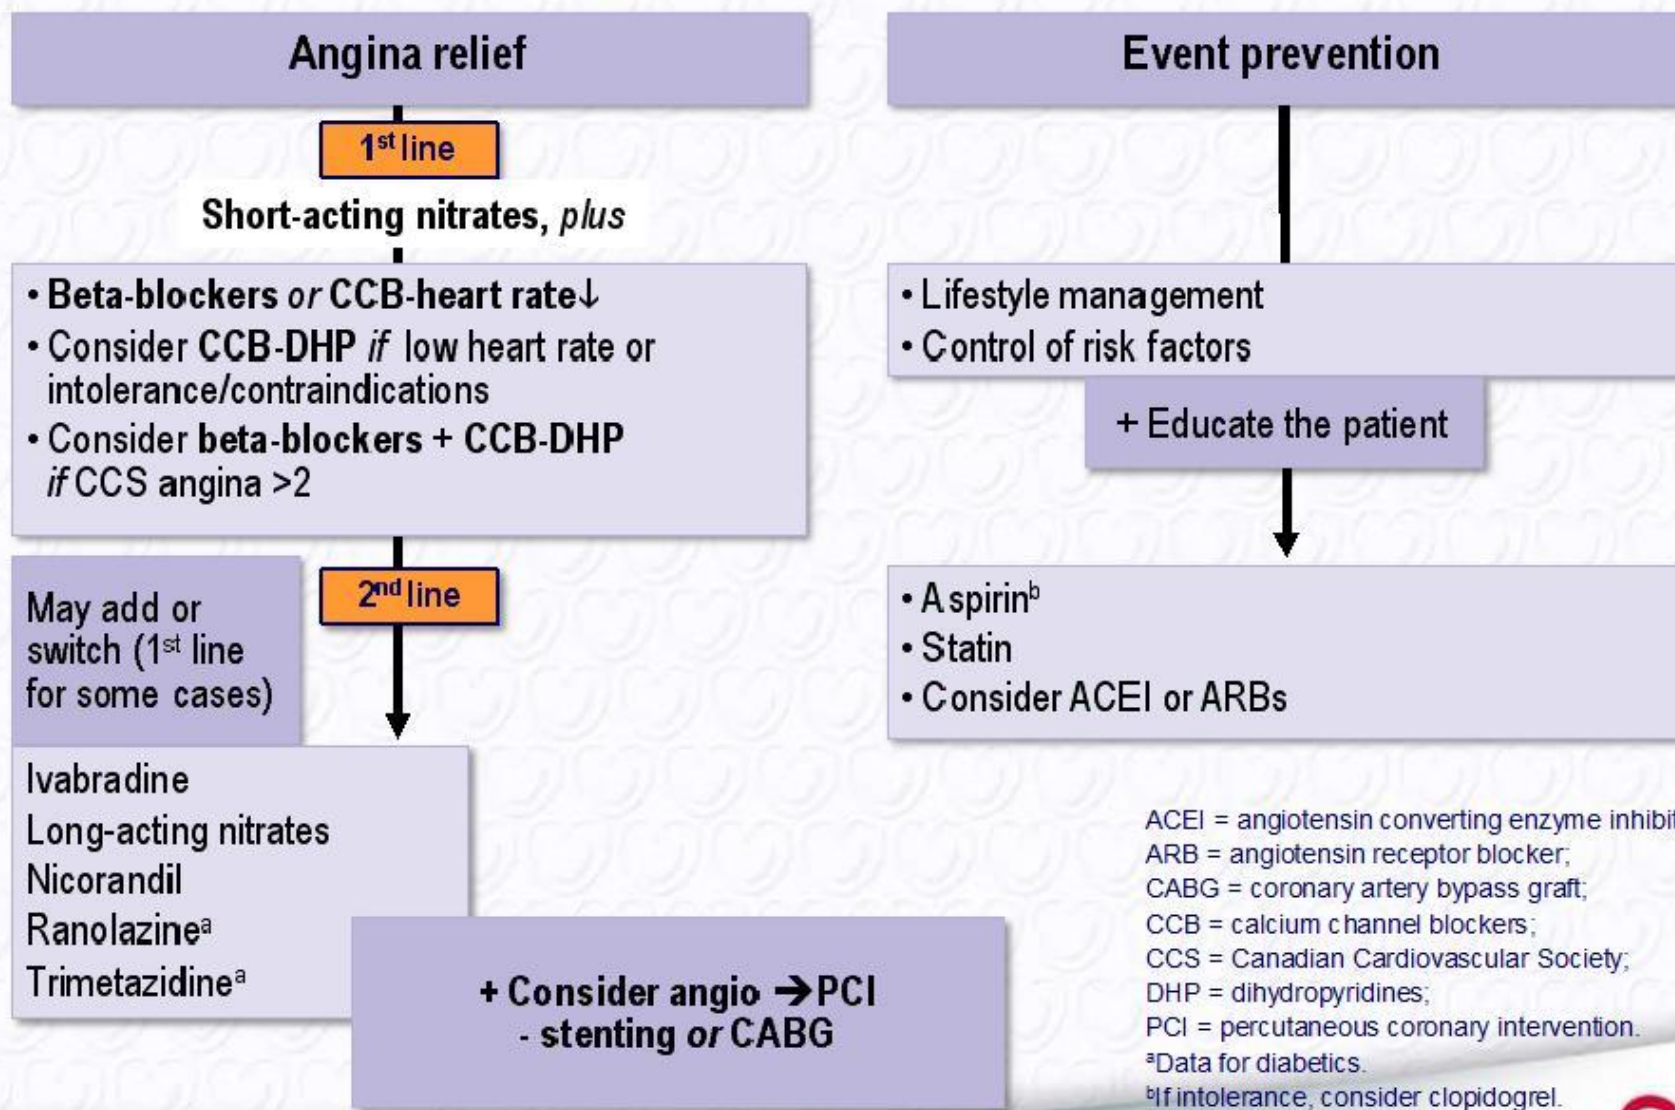 Angina relief
1st line
Short-acting nitrates, plus
• Beta-blockers or CCB-heart rate↓
• Consider CCB-DHP if low heart rate or
intolerance/contraindications
• Consider beta-blockers + CCB-DHP
if CCS angina >2
2nd line
May add or
switch (1st line
for some cases)
Ivabradine
Long-acting nitrates
Nicorandil
Ranolazineᵃ
Trimetazidineᵃ
+ Consider angio ➔ PCI
- stenting or CABG
Event prevention
• Lifestyle management
• Control of risk factors
+ Educate the patient
• Aspirinᵇ
• Statin
• Consider ACEI or ARBs
ACEI = angiotensin converting enzyme inhibit
ARB = angiotensin receptor blocker;
CABG = coronary artery bypass graft;
CCB = calcium channel blockers;
CCS = Canadian Cardiovascular Society;
DHP = dihydropyridines;
PCI = percutaneous coronary intervention.
ᵃData for diabetics.
ᵇIf intolerance, consider clopidogrel.